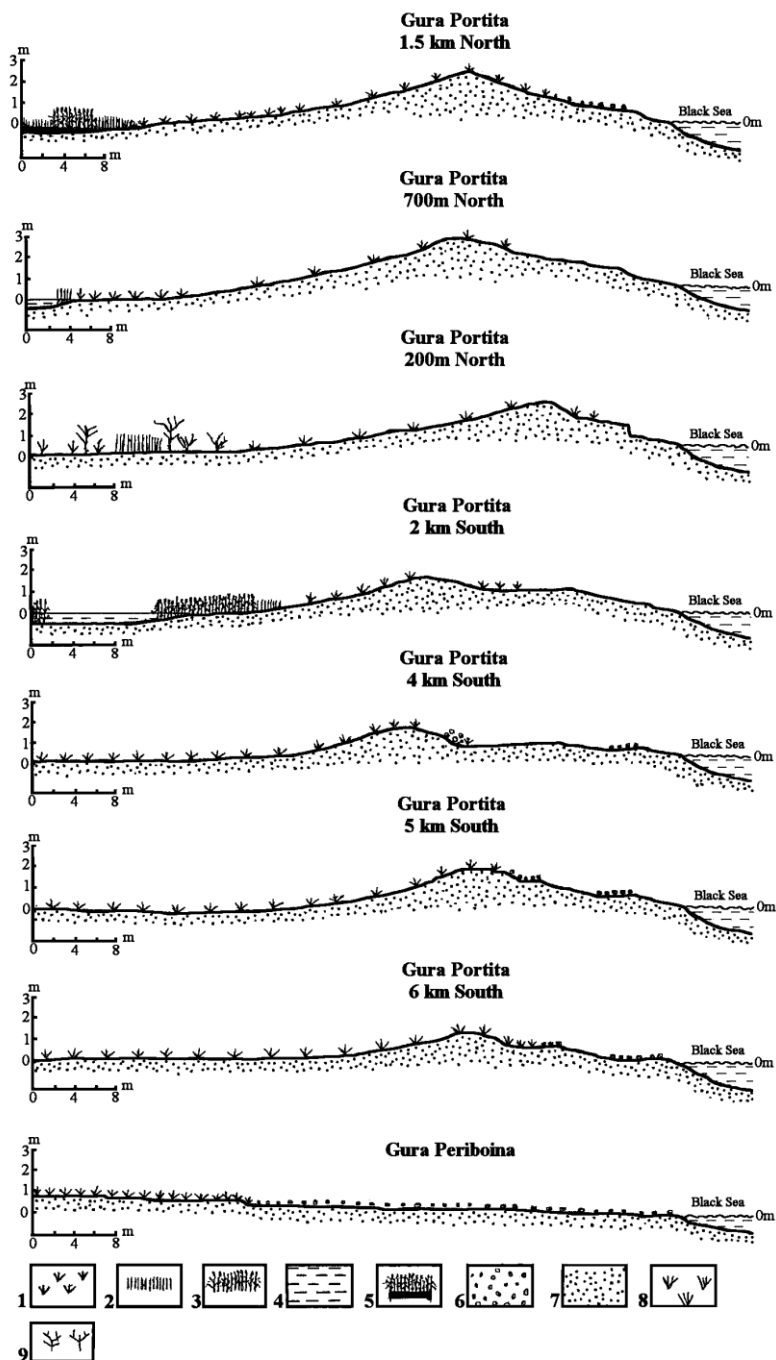 Gura Portita
1.5 km North
m
3
2
1
0
Black Sea
0m
0 4 8 m
Gura Portita
700m North
m
3
2
1
0
Black Sea
0m
0 4 8 m
Gura Portita
200m North
m
3
2
1
0
Black Sea
0m
0 4 8 m
Gura Portita
2 km South
m
3
2
1
0
Black Sea
0m
0 4 8 m
Gura Portita
4 km South
m
3
2
1
0
Black Sea
0m
0 4 8 m
Gura Portita
5 km South
m
3
2
1
0
Black Sea
0m
0 4 8 m
Gura Portita
6 km South
m
3
2
1
0
Black Sea
0m
0 4 8 m
Gura Periboina
m
3
2
1
0
Black Sea
0m
1 2 3 4 5 6 7 8
9